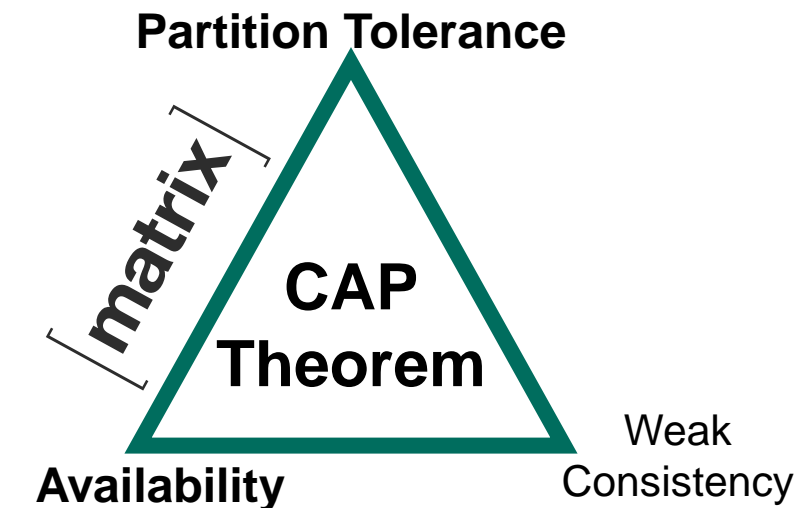 Partition Tolerance
[matrix]
CAP
Theorem
Weak
Consistency
Availability